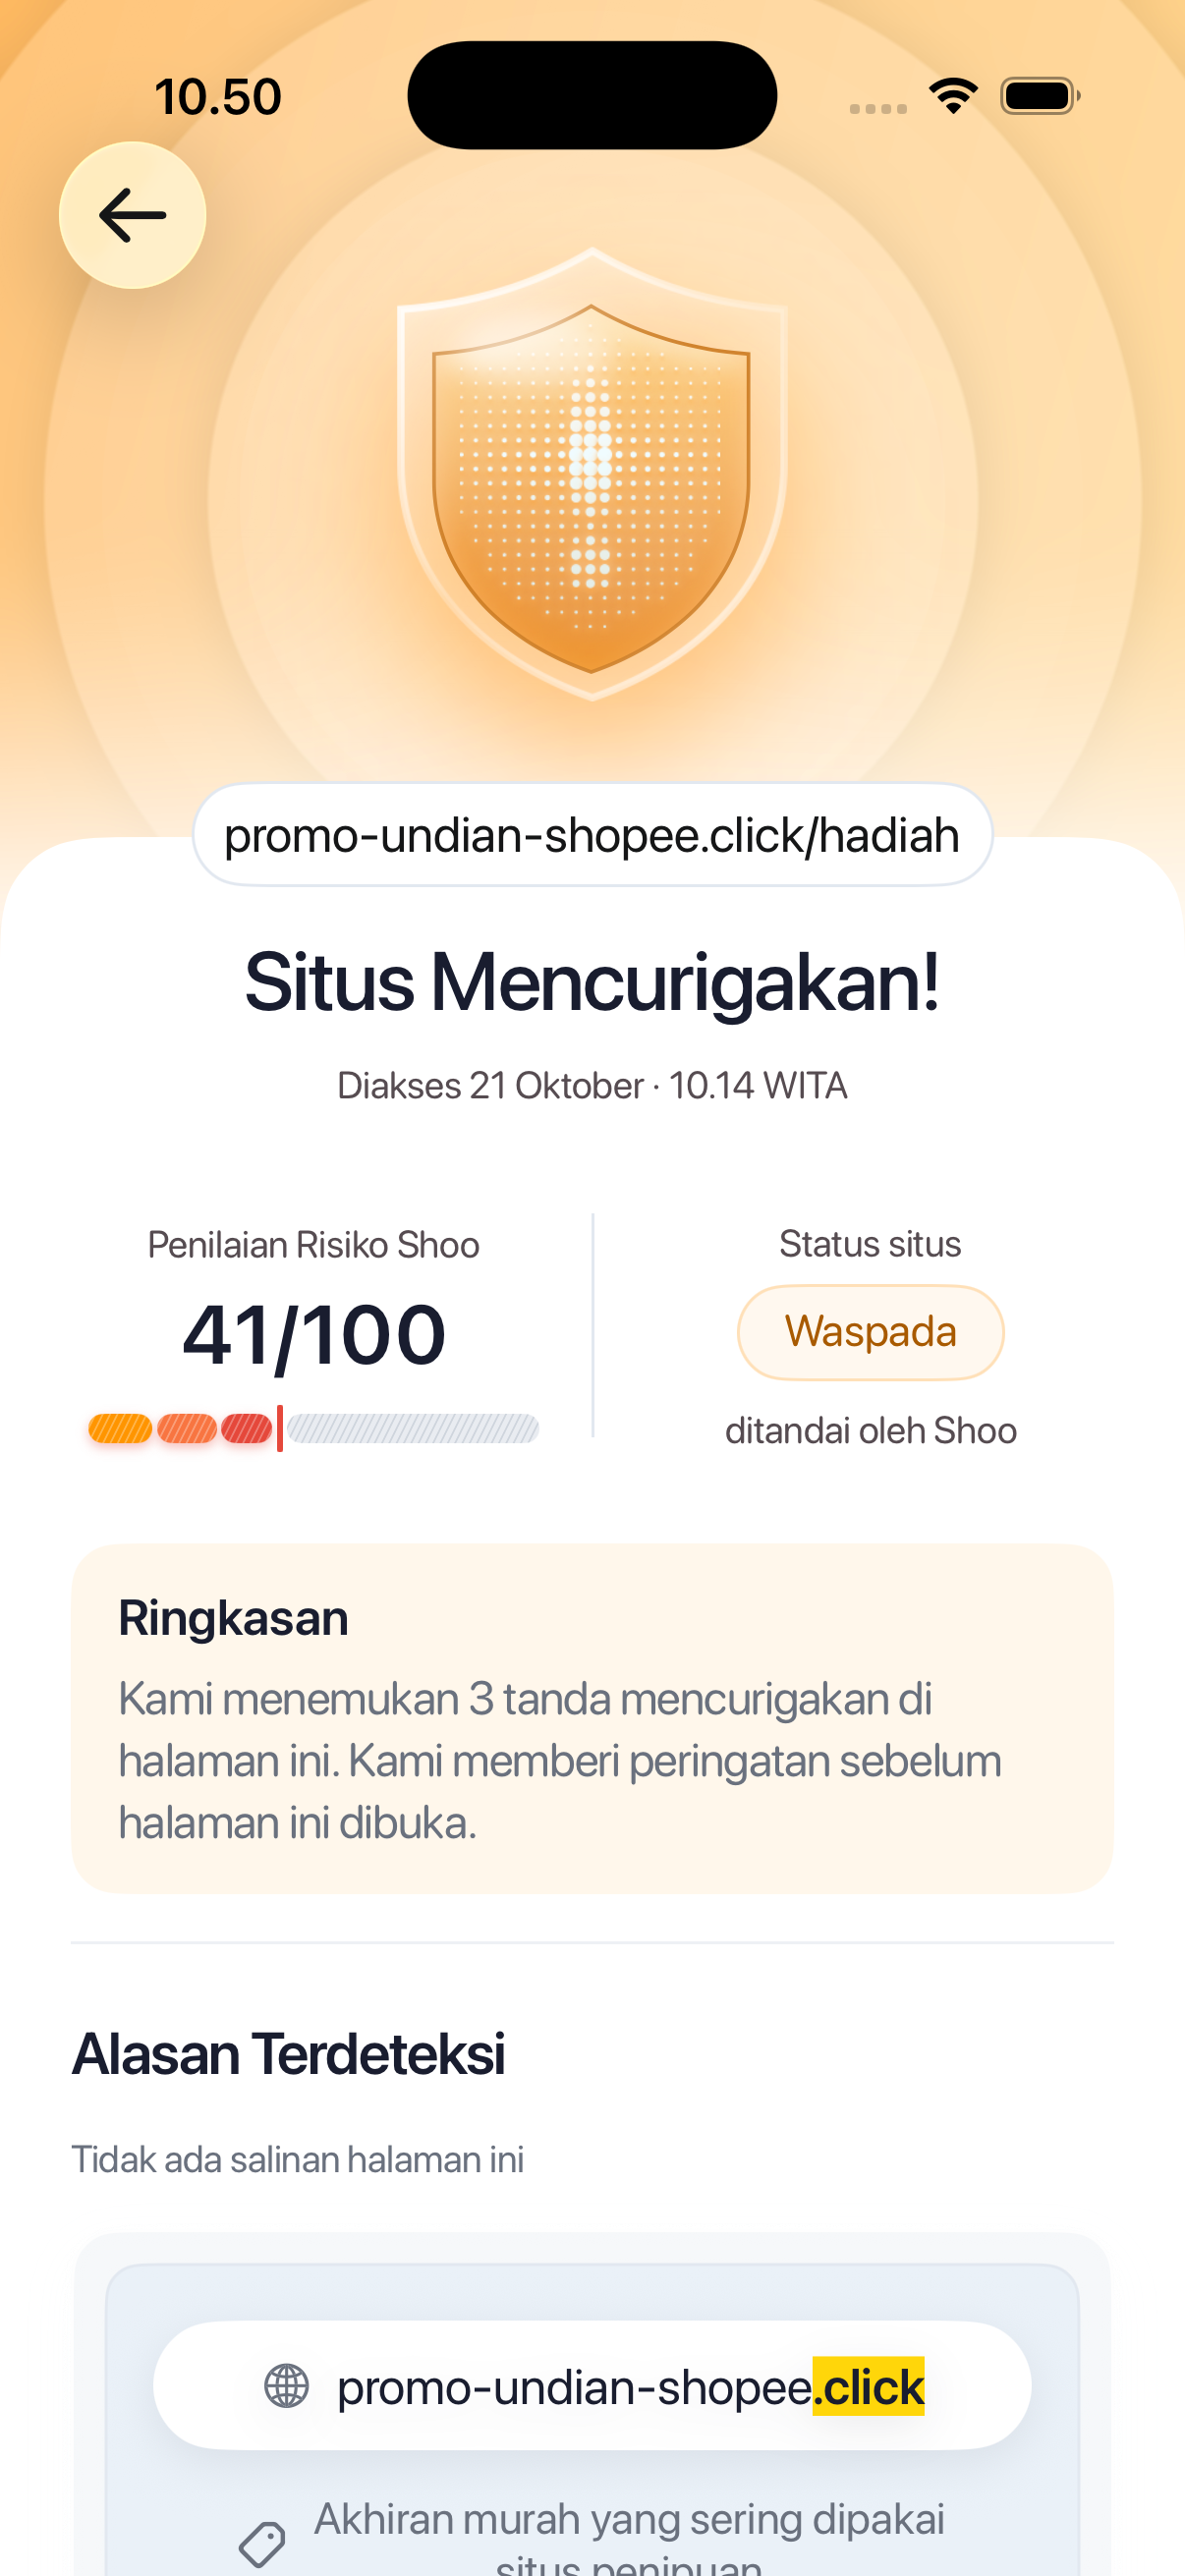 10.50
promo-undian-shopee.click/hadiah
Situs Mencurigakan!
Diakses 21 Oktober · 10.14 WITA
Penilaian Risiko Shoo
41/100
Status situs
Waspada
ditandai oleh Shoo
Ringkasan
Kami menemukan 3 tanda mencurigakan di
halaman ini. Kami memberi peringatan sebelum
halaman ini dibuka.
Alasan Terdeteksi
Tidak ada salinan halaman ini
promo-undian-shopee.click
Akhiran murah yang sering dipakai
situs penipuan